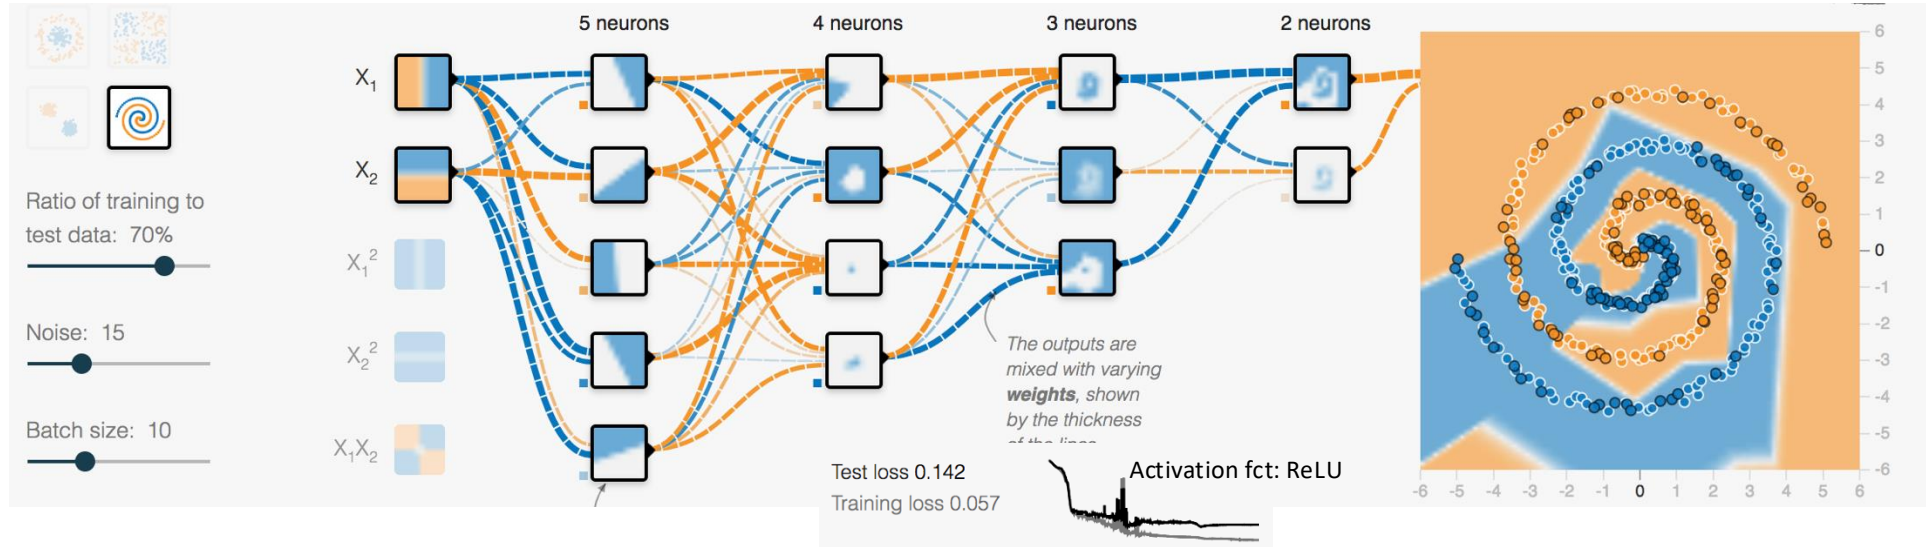 5 neurons
4 neurons
3 neurons
2 neurons
X1
X2
X1^2
X2^2
X1X2
Ratio of training to
test data: 70%
Noise: 15
Batch size: 10
The outputs are
mixed with varying
weights, shown
by the thickness
of the lines
Test loss 0.142
Training loss 0.057
Activation fct: ReLU
6
5
4
3
2
1
0
-1
-2
-3
-4
-5
-6
-6 -5 -4 -3 -2 -1 0 1 2 3 4 5 6